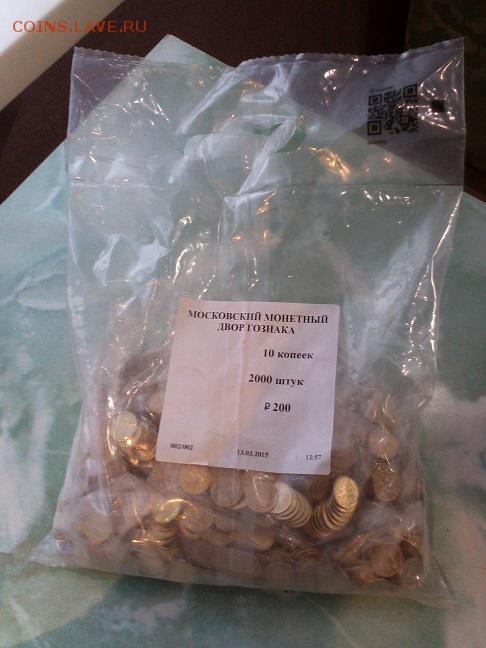 COINS.LAVE.RU
МОСКОВСКИЙ МОНЕТНЫЙ
ДВОР ГОЗНАКА
10 копеек
2000 штук
₽ 200
002/002 13.03.2015 12:57